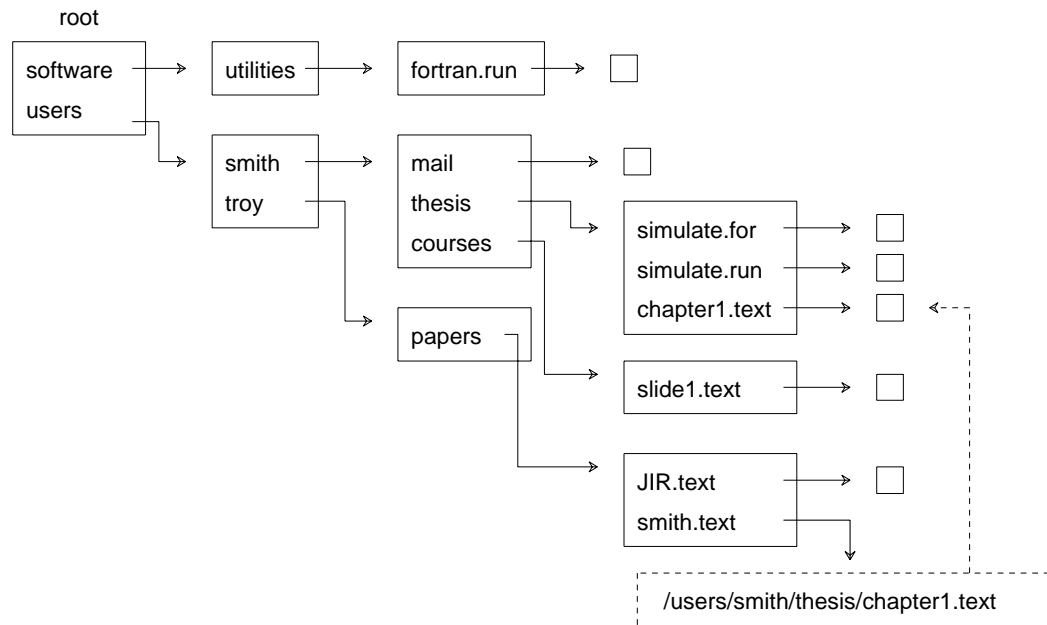 root
software
users
utilities
fortran.run
smith
troy
mail
thesis
courses
papers
simulate.for
simulate.run
chapter1.text
slide1.text
JIR.text
smith.text
/users/smith/thesis/chapter1.text